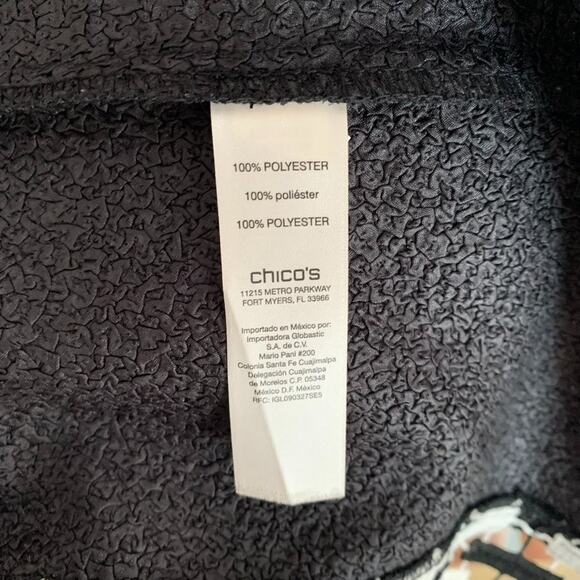 100% POLYESTER
100% poliéster
100% POLYESTER
chico's
11215 METRO PARKWAY
FORT MYERS, FL 33966
Importado en México por:
Importadora Globastic
S.A. de C.V.
Mario Pani #200
Colonia Santa Fe Cuajimalpa
Delegación Cuajimalpa
de Morelos C.P. 05348
México D.F. México
RFC: IGL090327SE5